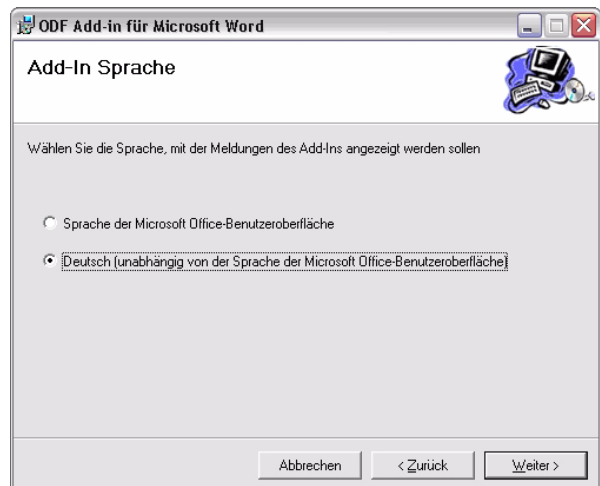 ODF Add-in für Microsoft Word
Add-In Sprache
Wählen Sie die Sprache, mit der Meldungen des Add-Ins angezeigt werden sollen
Sprache der Microsoft Office-Benutzeroberfläche
Deutsch (unabhängig von der Sprache der Microsoft Office-Benutzeroberfläche)
Abbrechen
< Zurück
Weiter >